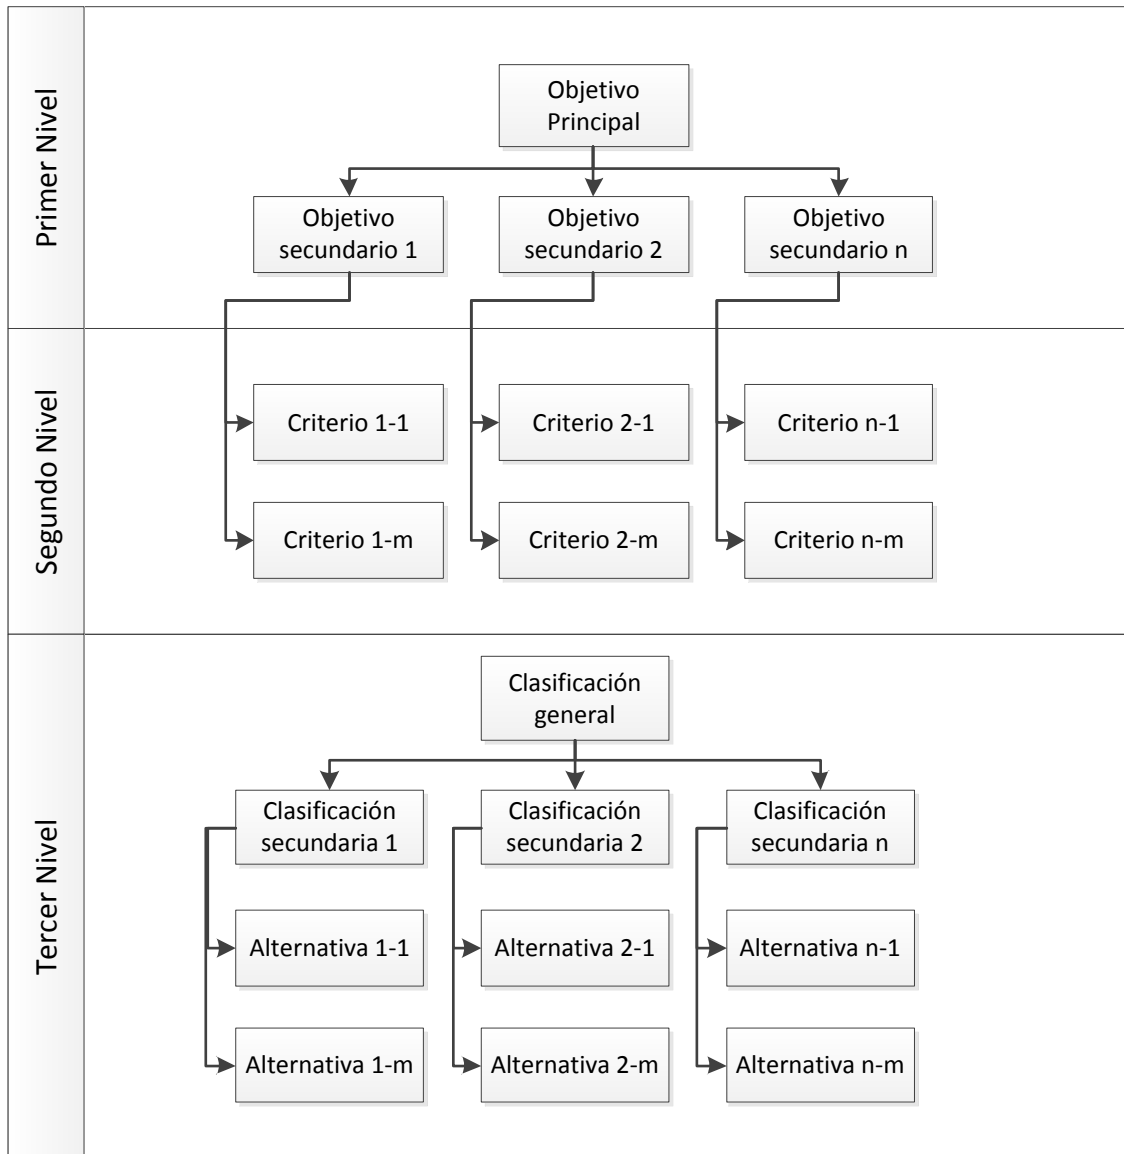 Primer Nivel
Objetivo
Principal
Objetivo
secundario 1
Objetivo
secundario 2
Objetivo
secundario n
Segundo Nivel
Criterio 1-1
Criterio 2-1
Criterio n-1
Criterio 1-m
Criterio 2-m
Criterio n-m
Tercer Nivel
Clasificación
general
Clasificación
secundaria 1
Clasificación
secundaria 2
Clasificación
secundaria n
Alternativa 1-1
Alternativa 2-1
Alternativa n-1
Alternativa 1-m
Alternativa 2-m
Alternativa n-m